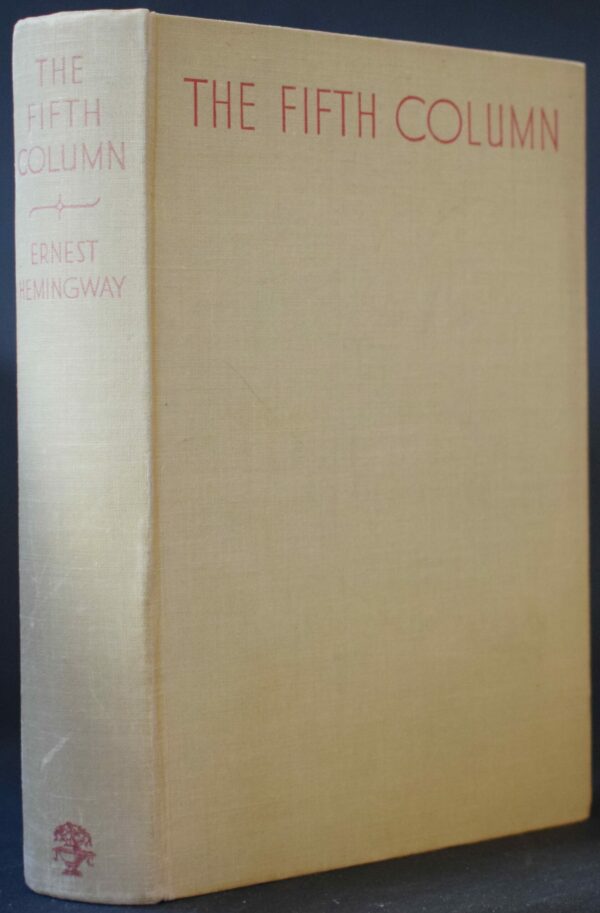 THE
FIFTH
COLUMN
ERNEST
HEMINGWAY
THE FIFTH COLUMN